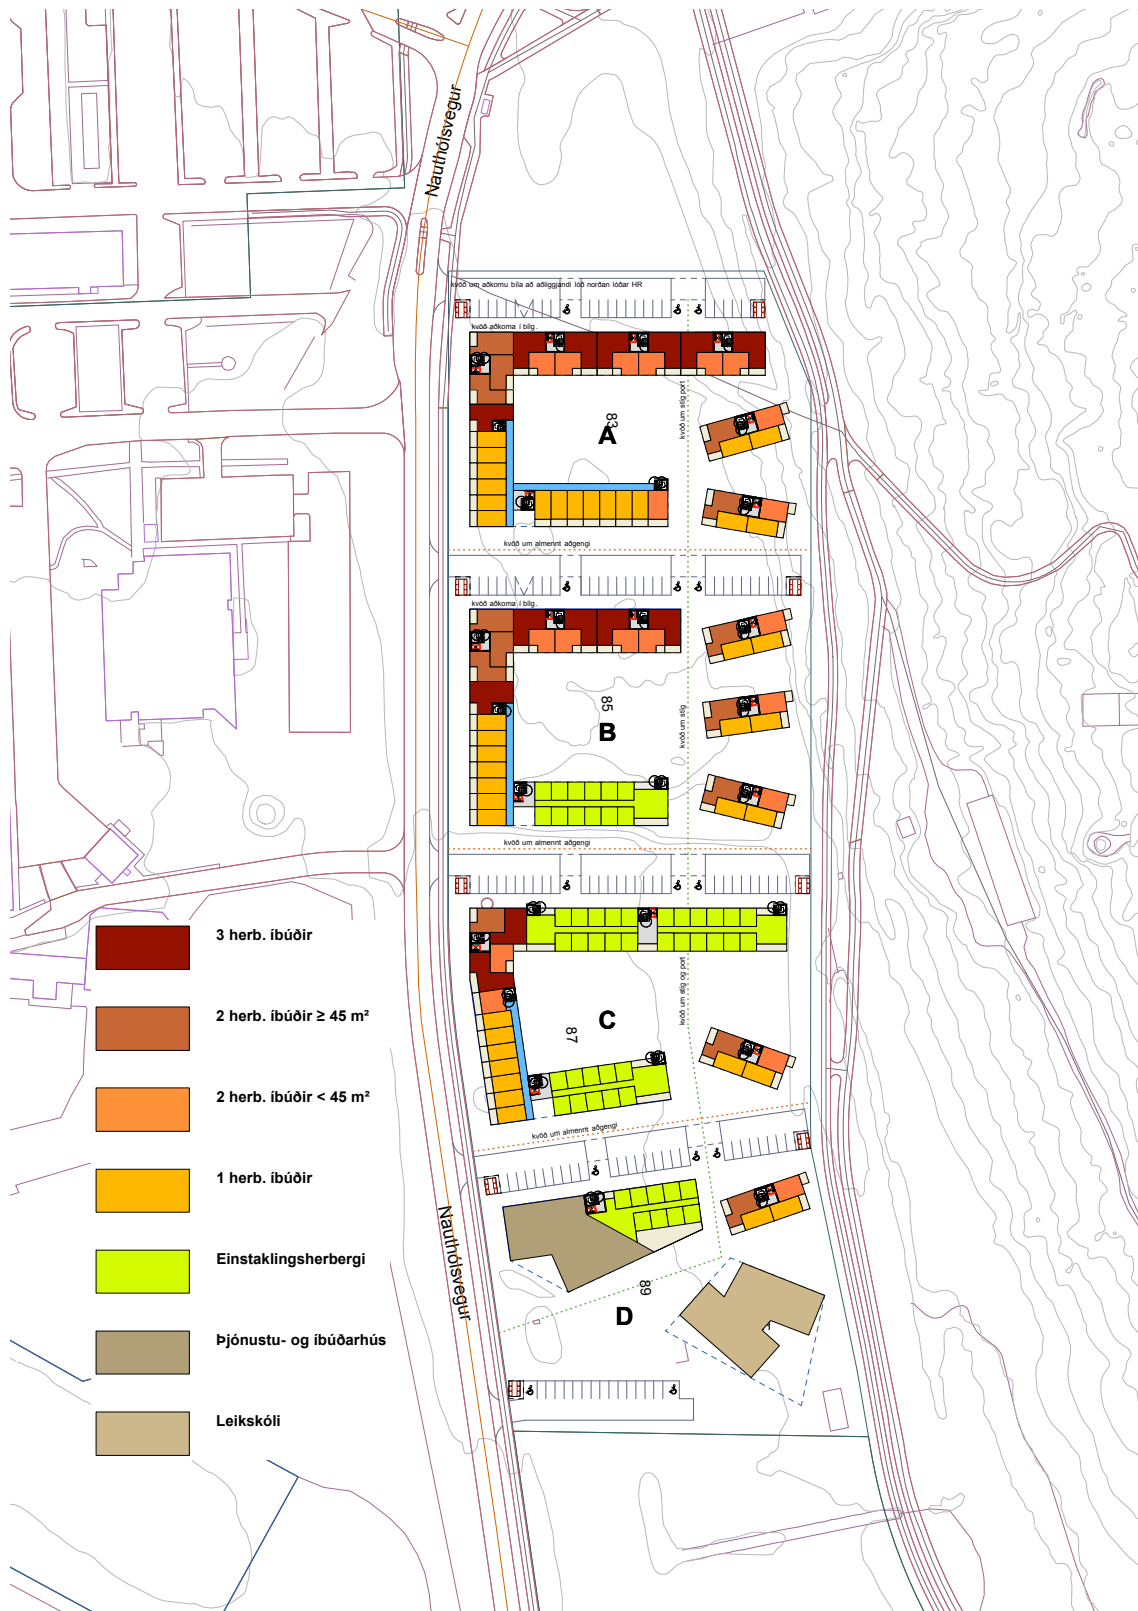 Nauthólsvegur
kvöð um aðkomu bíla að aðliggjandi lóð norðan lóðar HR
kvöð aðkoma í bílg.
83
A
kvöð um stíg port
kvöð um almennt aðgengi
kvöð aðkoma í bílg.
85
B
kvöð um stíg
kvöð um almennt aðgengi
87
C
kvöð um stíg og port
kvöð um almennt aðgengi
89
D
Nauthólsvegur
3 herb. íbúðir
2 herb. íbúðir ≥ 45 m²
2 herb. íbúðir < 45 m²
1 herb. íbúðir
Einstaklingsherbergi
Þjónustu- og íbúðarhús
Leikskóli